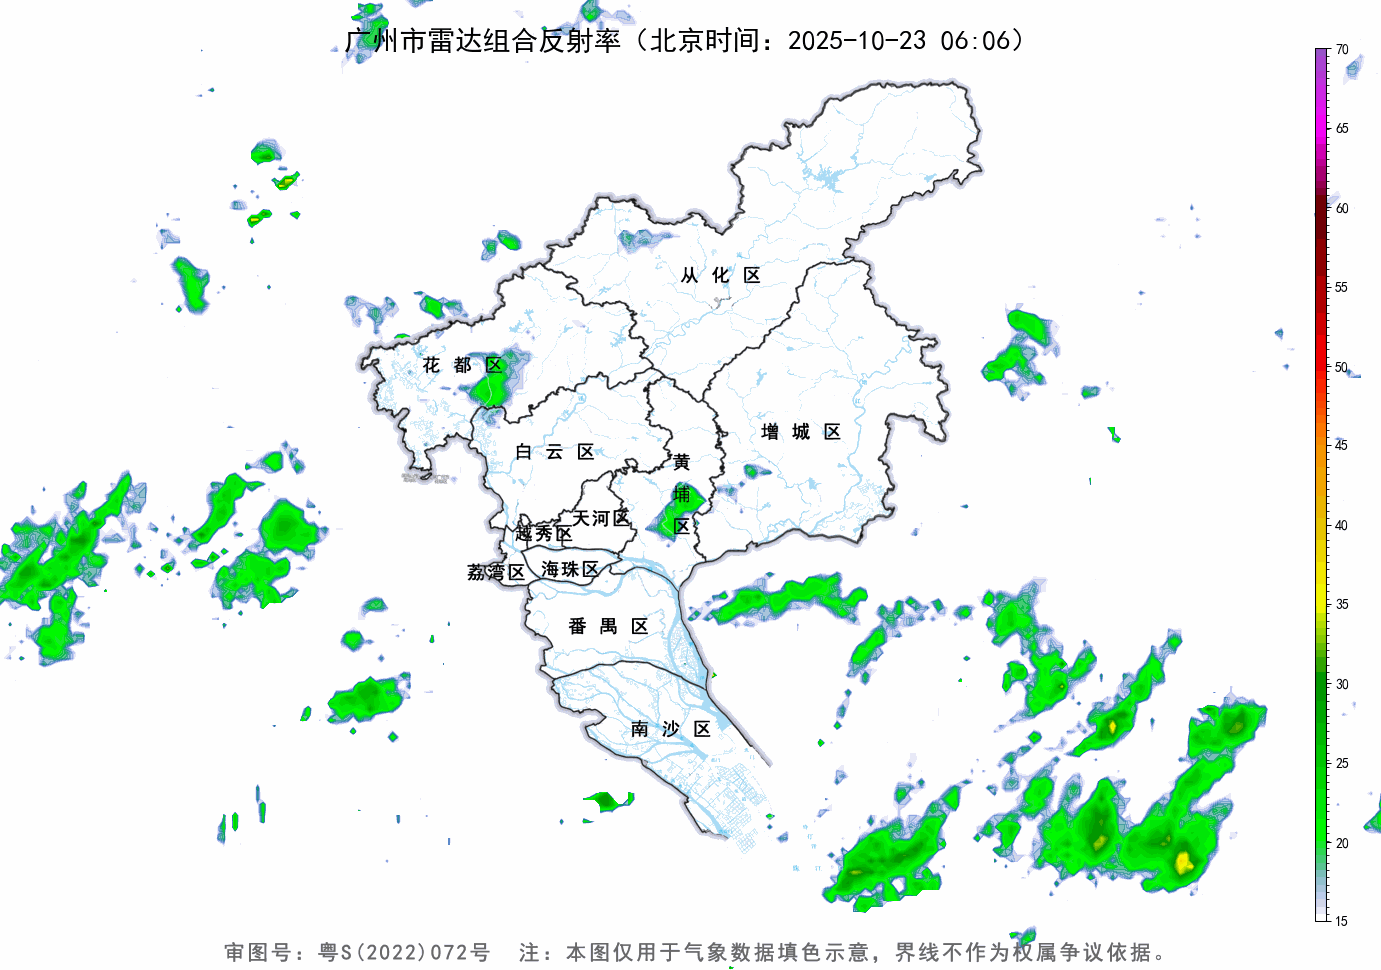 广州市雷达组合反射率（北京时间：2025-10-23 06:06）
70
65
60
55
50
45
40
35
30
25
20
15
从化区
花都区
增城区
白云区
黄埔区
天河区
越秀区
荔湾区
海珠区
番禺区
南沙区
审图号：粤S(2022)072号 注：本图仅用于气象数据填色示意，界线不作为权属争议依据。